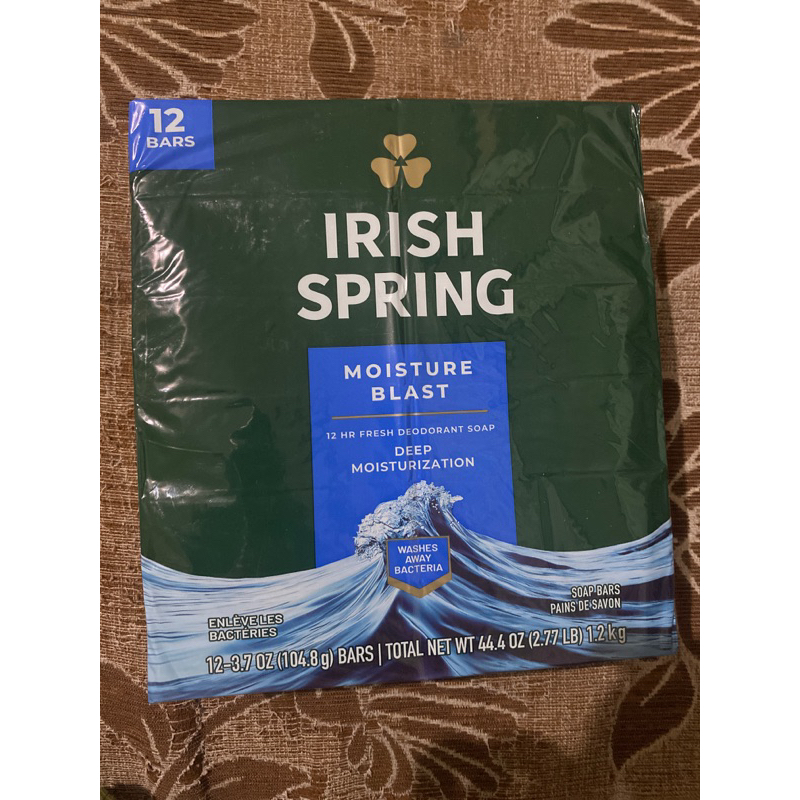 12
BARS
IRISH
SPRING
MOISTURE
BLAST
12 HR FRESH DEODORANT SOAP
DEEP
MOISTURIZATION
WASHES
AWAY
BACTERIA
SOAP BARS
PAINS DE SAVON
ENLÈVE LES
BACTÉRIES
12-3.7 OZ (104.8 g) BARS | TOTAL NET WT 44.4 OZ (2.77 LB) 1.2 kg